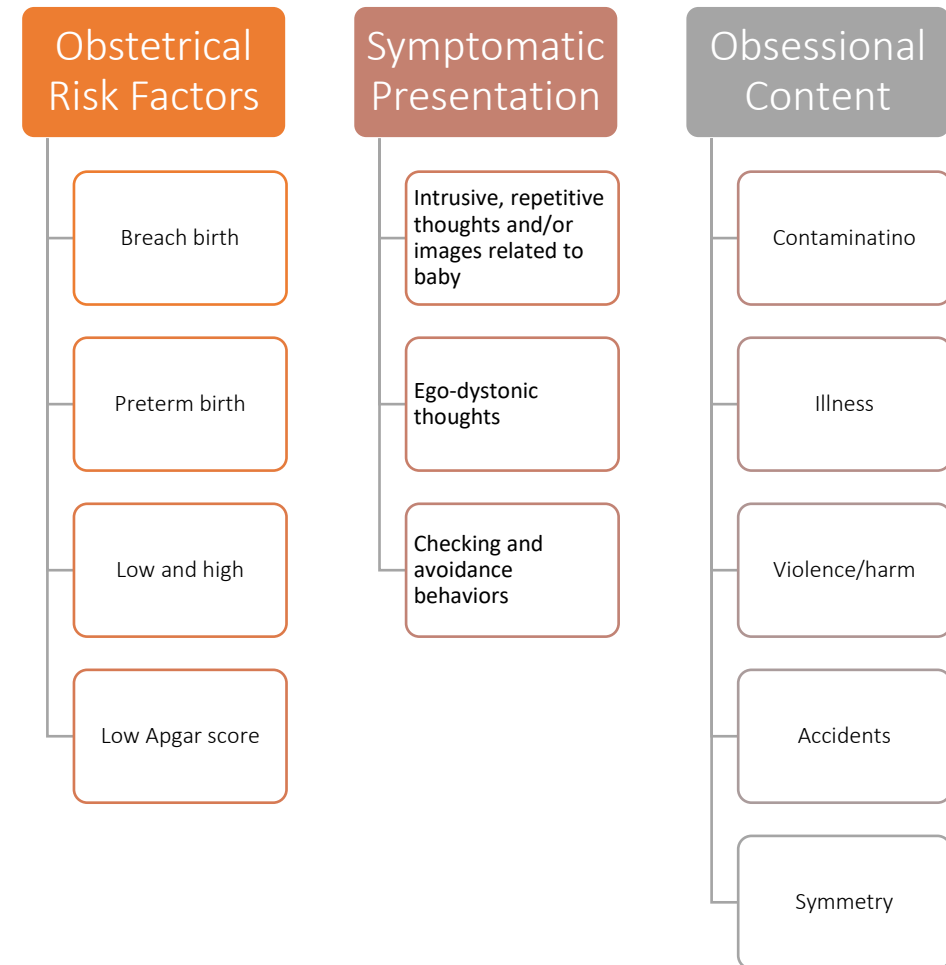 Obstetrical
Risk Factors
Breach birth
Preterm birth
Low and high
Low Apgar score
Symptomatic
Presentation
Intrusive, repetitive
thoughts and/or
images related to
baby
Ego-dystonic
thoughts
Checking and
avoidance
behaviors
Obsessional
Content
Contaminatino
Illness
Violence/harm
Accidents
Symmetry